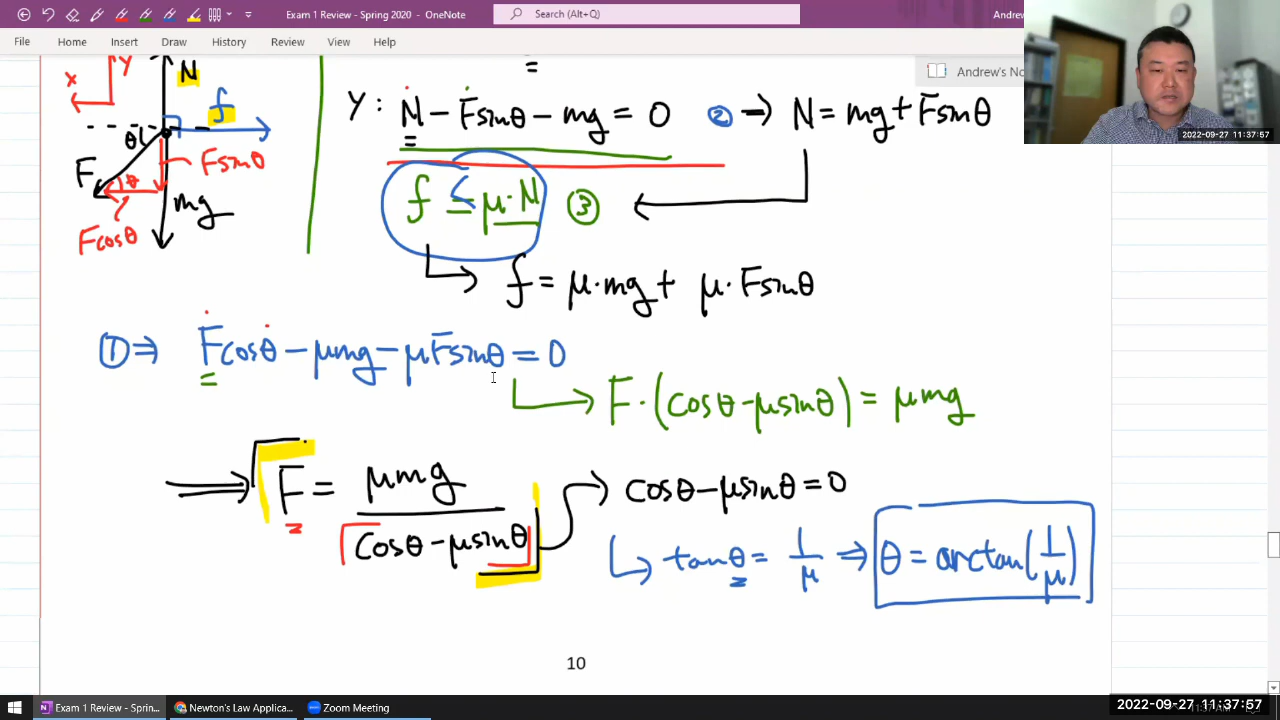 Exam 1 Review - Spring 2020 - OneNote
Search (Alt+Q)
Andrew
File Home Insert Draw History Review View Help
Andrew's No
2022-09-27 11:37:57
x
y
N
f
θ
F
θ
Fsinθ
mg
Fcosθ
=
Y: N - Fsinθ - mg = 0 ② → N = mg + Fsinθ
f ≤ μ·N ③
f = μ·mg + μ·Fsinθ
① ⇒ Fcosθ - μmg - μFsinθ = 0
F·(cosθ - μsinθ) = μmg
F = μmg / (cosθ - μsinθ)
cosθ - μsinθ = 0
tanθ = 1/μ ⇒ θ = arctan(1/μ)
10
Exam 1 Review - Spr...
Newton's Law Applic...
Zoom Meeting
2022-09-27 11:37:57